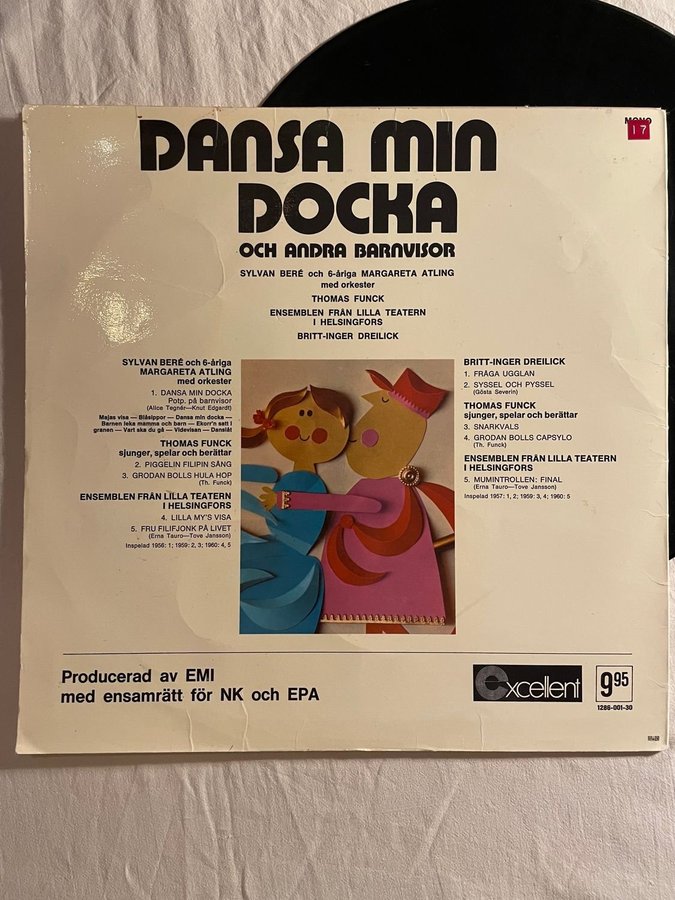 MONO
17
DANSA MIN
DOCKA
OCH ANDRA BARNVISOR
SYLVAN BERÉ och 6-åriga MARGARETA ATLING
med orkester
THOMAS FUNCK
ENSEMBLEN FRÅN LILLA TEATERN
I HELSINGFORS
BRITT-INGER DREILICK
SYLVAN BERÉ och 6-åriga
MARGARETA ATLING
med orkester
1. DANSA MIN DOCKA
Potp. på barnvisor
(Alice Tegnér—Knut Edgardt)
Majas visa — Blåsippor — Dansa min docka —
Barnen leka mamma och barn — Ekorr'n satt i
granen — Vart ska du gå — Videvisan — Danslåt
THOMAS FUNCK
sjunger, spelar och berättar
2. PIGGELIN FILIPIN SÅNG
3. GRODAN BOLLS HULA HOP
(Th. Funck)
ENSEMBLEN FRÅN LILLA TEATERN
I HELSINGFORS
4. LILLA MY'S VISA
5. FRU FILIFJONK PÅ LIVET
(Erna Tauro—Tove Jansson)
Inspelad 1956: 1; 1959: 2, 3; 1960: 4, 5
BRITT-INGER DREILICK
1. FRÅGA UGGLAN
2. SYSSEL OCH PYSSEL
(Gösta Severin)
THOMAS FUNCK
sjunger, spelar och berättar
3. SNARKVALS
4. GRODAN BOLLS CAPSYLO
(Th. Funck)
ENSEMBLEN FRÅN LILLA TEATERN
I HELSINGFORS
5. MUMINTROLLEN: FINAL
(Erna Tauro—Tove Jansson)
Inspelad 1957: 1, 2; 1959: 3, 4; 1960: 5
Producerad av EMI
med ensamrätt för NK och EPA
excellent
9 95
1286-001-30